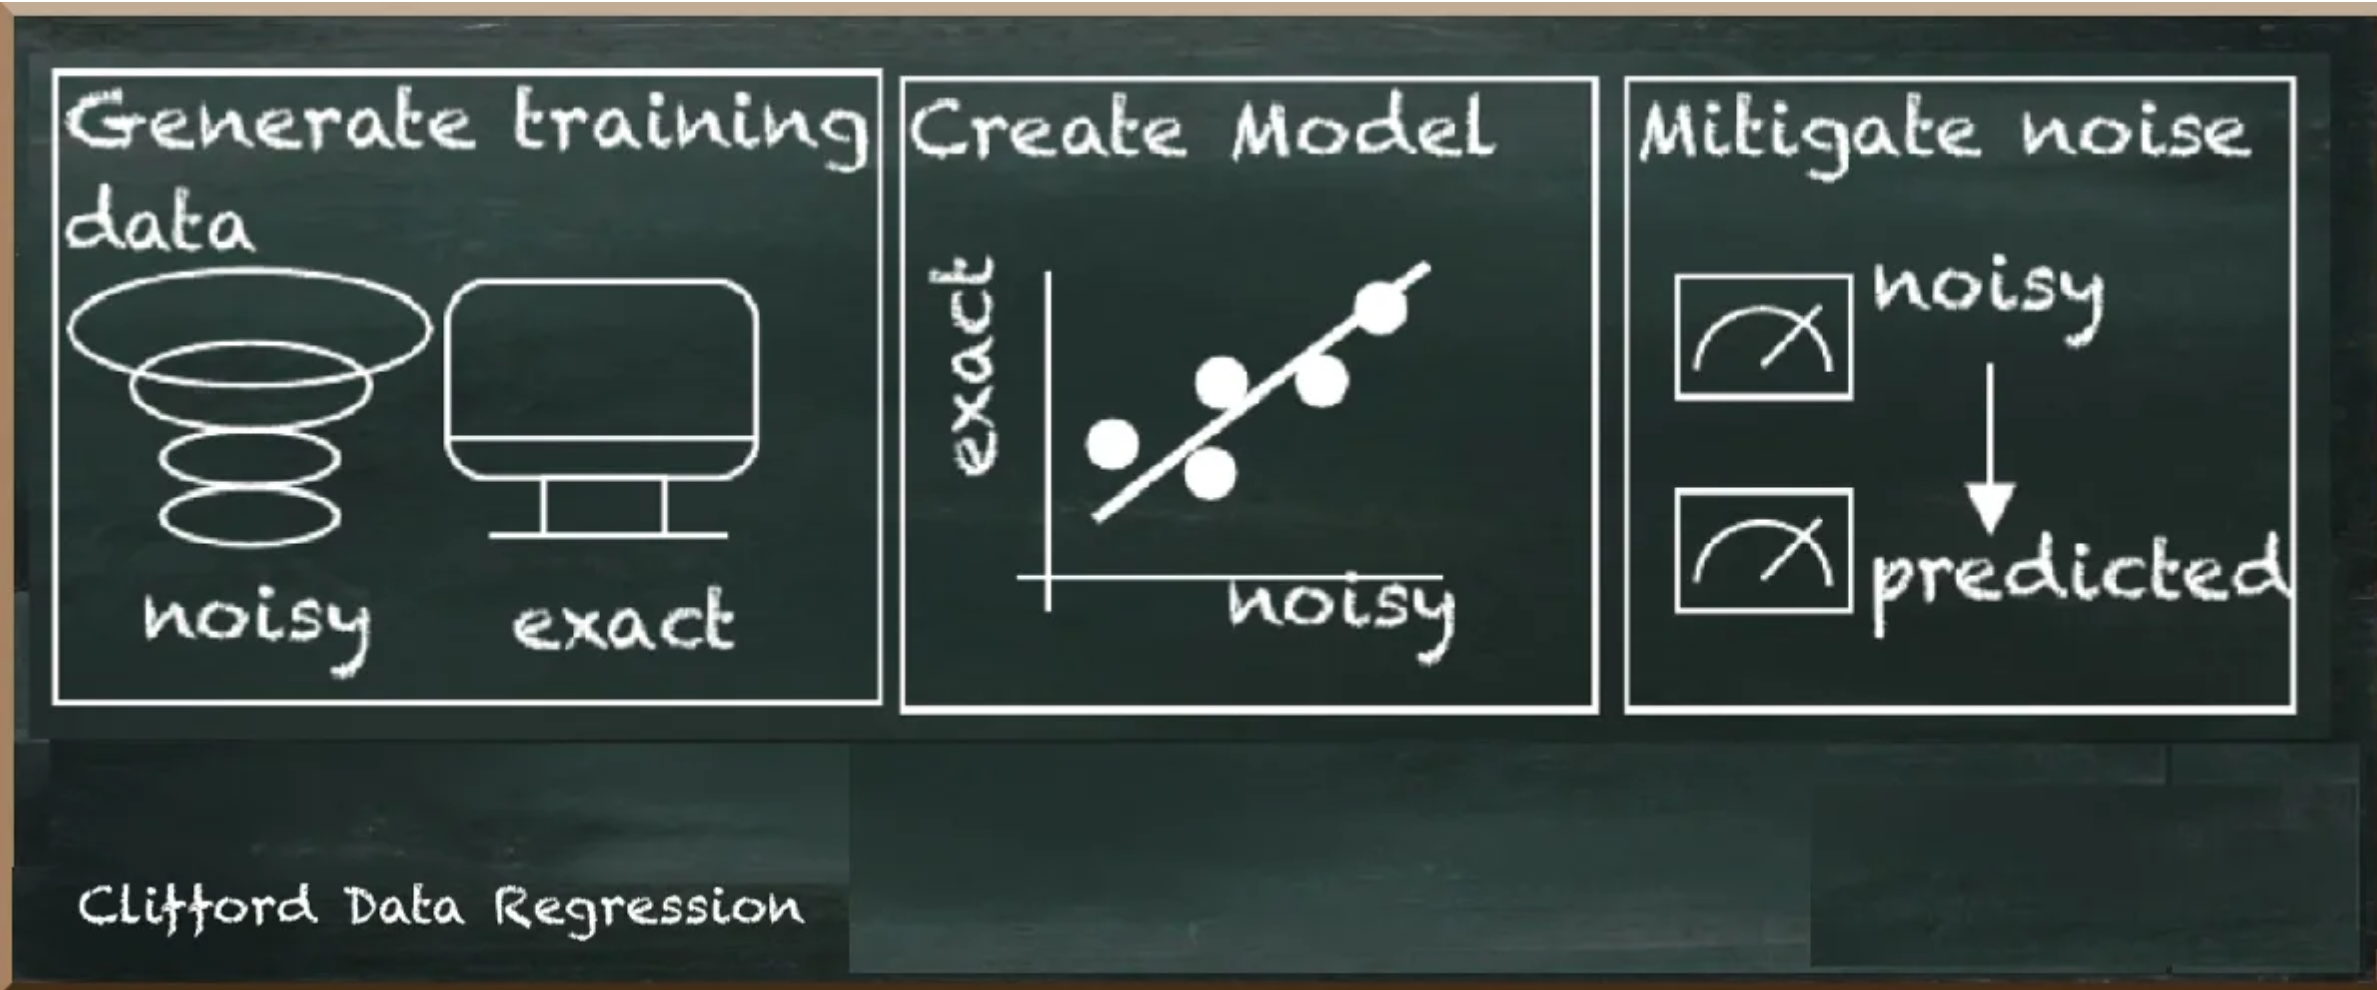 Generate training
data
noisy
exact
Create Model
exact
noisy
Mitigate noise
noisy
predicted
Clifford Data Regression